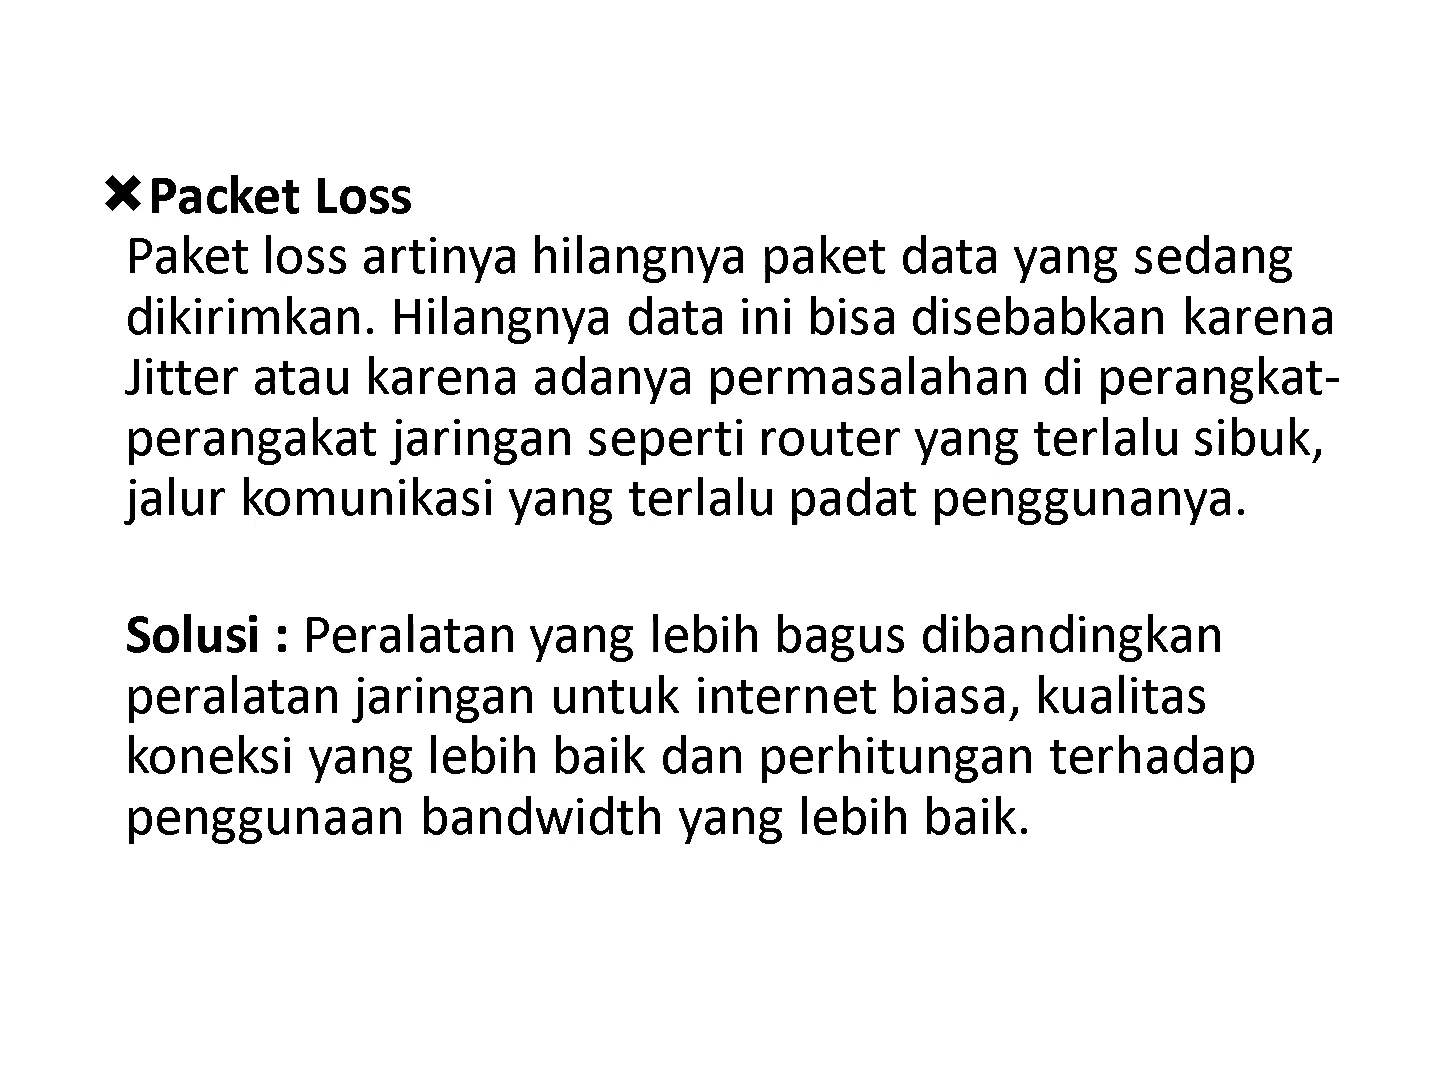 ✖Packet Loss
Paket loss artinya hilangnya paket data yang sedang
dikirimkan. Hilangnya data ini bisa disebabkan karena
Jitter atau karena adanya permasalahan di perangkat-
perangakat jaringan seperti router yang terlalu sibuk,
jalur komunikasi yang terlalu padat penggunanya.
Solusi : Peralatan yang lebih bagus dibandingkan
peralatan jaringan untuk internet biasa, kualitas
koneksi yang lebih baik dan perhitungan terhadap
penggunaan bandwidth yang lebih baik.